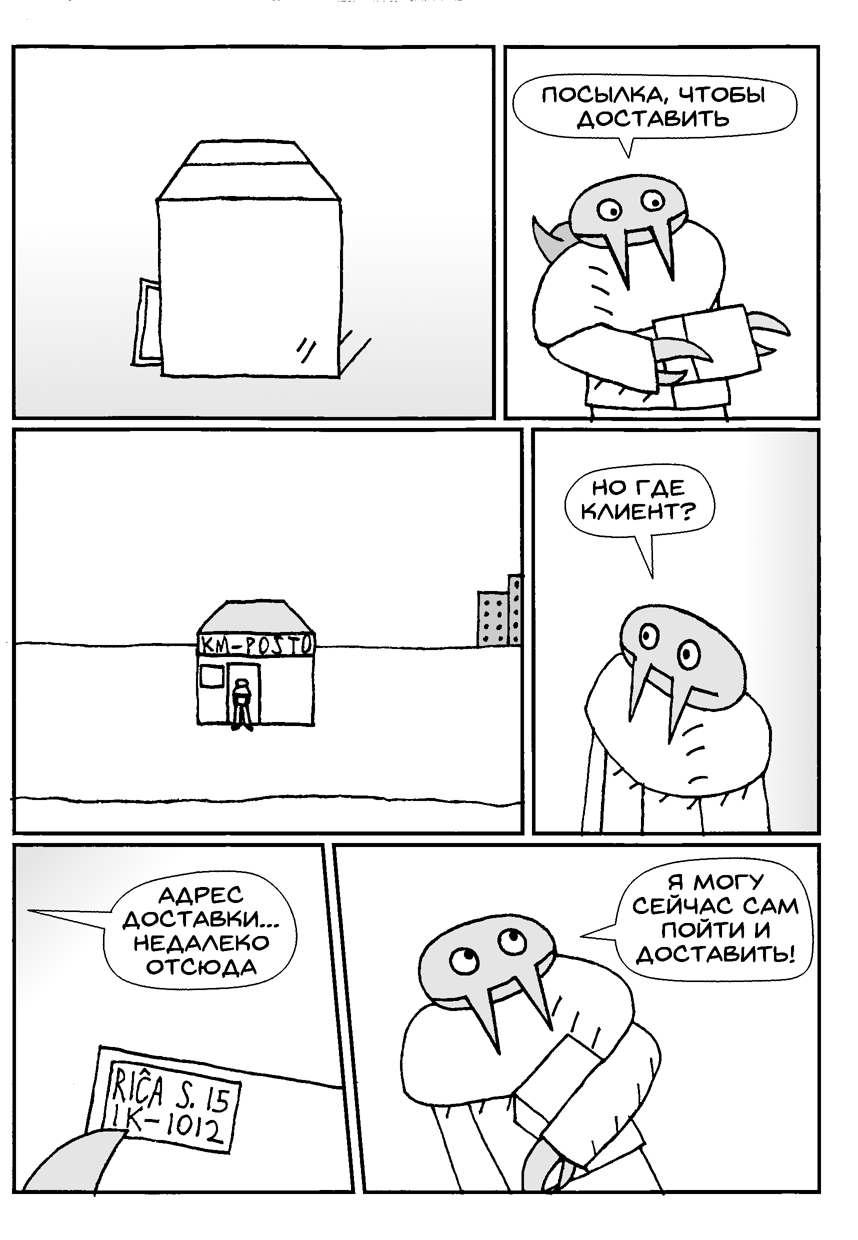 ПОСЫЛКА, ЧТОБЫ
ДОСТАВИТЬ
KM-POSTO
НО ГДЕ
КЛИЕНТ?
АДРЕС
ДОСТАВКИ...
НЕДАЛЕКО
ОТСЮДА
RIĈA S. 15
IK-1012
Я МОГУ
СЕЙЧАС САМ
ПОЙТИ И
ДОСТАВИТЬ!